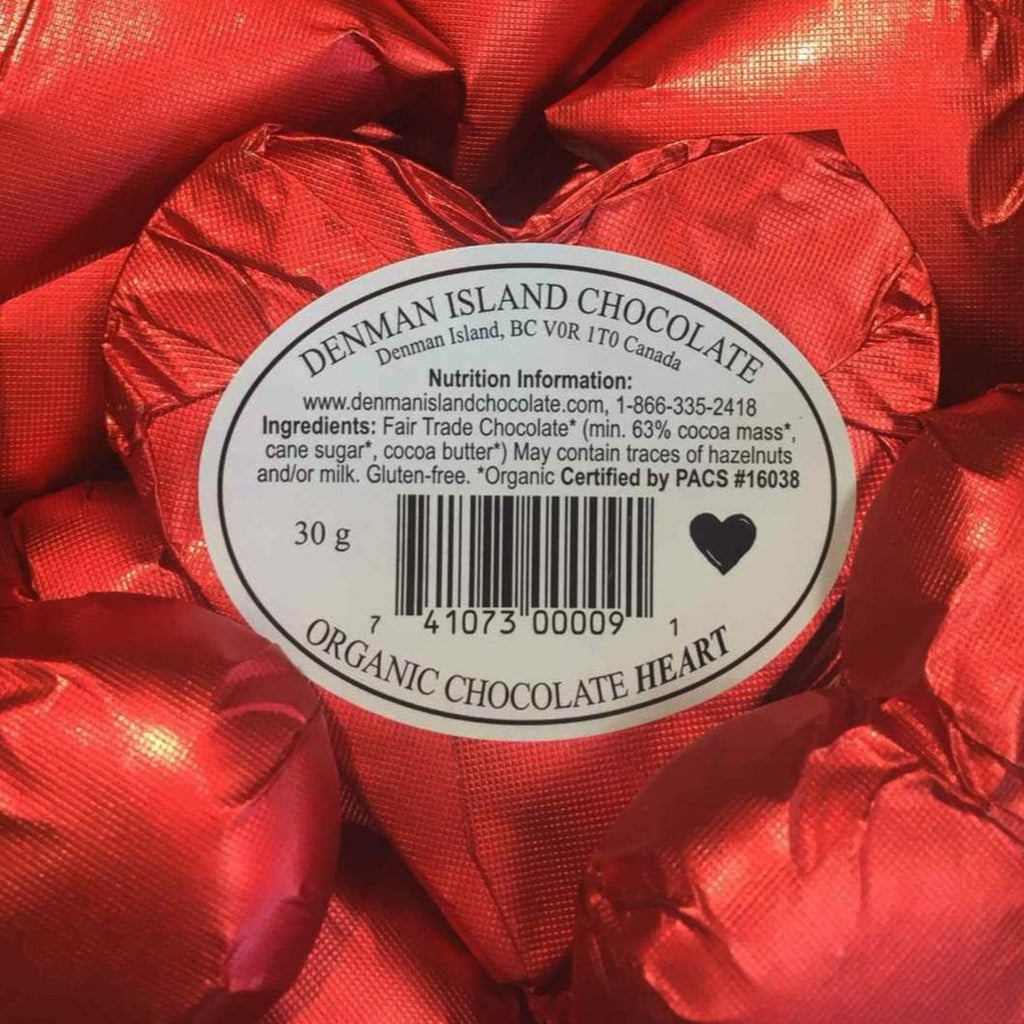 DENMAN ISLAND CHOCOLATE
Denman Island, BC V0R 1T0 Canada
Nutrition Information:
www.denmanislandchocolate.com, 1-866-335-2418
Ingredients: Fair Trade Chocolate* (min. 63% cocoa mass*,
cane sugar*, cocoa butter*) May contain traces of hazelnuts
and/or milk. Gluten-free. *Organic Certified by PACS #16038
30 g
7 41073 00009 1
ORGANIC CHOCOLATE HEART